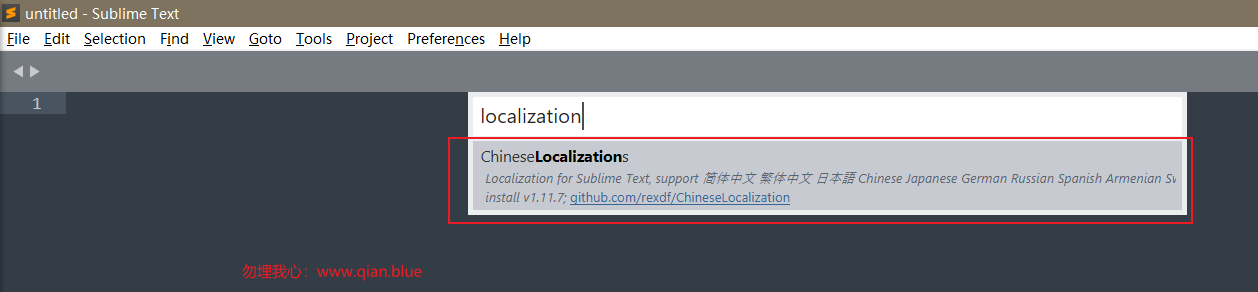 untitled - Sublime Text
File Edit Selection Find View Goto Tools Project Preferences Help
1
localization
ChineseLocalizations
Localization for Sublime Text, support 简体中文 繁体中文 日本語 Chinese Japanese German Russian Spanish Armenian
install v1.11.7; github.com/rexdf/ChineseLocalization
勿埋我心：www.qian.blue